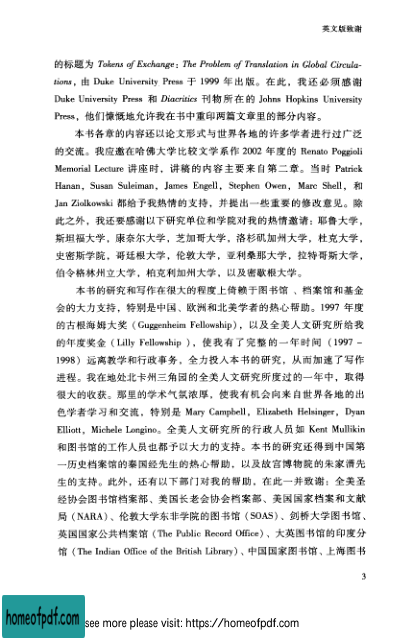 英文版致谢
的标题为 Tokens of Exchange: The Problem of Translation in Global Circula-
tions，由 Duke University Press 于 1999 年出版。在此，我还必须感谢
Duke University Press 和 Diacritics 刊物所在的 Johns Hopkins University
Press，他们慷慨地允许我在书中重印两篇文章里的部分内容。
本书各章的内容还以论文形式与世界各地的许多学者进行过广泛
的交流。我应邀在哈佛大学比较文学系作 2002 年度的 Renato Poggioli
Memorial Lecture 讲座时，讲稿的内容主要来自第二章。当时 Patrick
Hanan，Susan Suleiman，James Engell，Stephen Owen，Marc Shell，和
Jan Ziolkowski 都给予我热情的支持，并提出一些重要的修改意见。除
此之外，我还要感谢以下研究单位和学院对我的热情邀请：耶鲁大学，
斯坦福大学，康奈尔大学，芝加哥大学，洛杉矶加州大学，杜克大学，
史密斯学院，哥廷根大学，伦敦大学，亚利桑那大学，拉特哥斯大学，
伯令格林州立大学，柏克利加州大学，以及密歇根大学。
本书的研究和写作在很大的程度上倚赖于图书馆、档案馆和基金
会的大力支持，特别是中国、欧洲和北美学者的热心帮助。1997 年度
的古根海姆大奖（Guggenheim Fellowship），以及全美人文研究所给我
的年度奖金（Lilly Fellowship），使我有了完整的一年时间（1997 –
1998）远离教学和行政事务，全力投入本书的研究，从而加速了写作
进程。我在地处北卡州三角园的全美人文研究所度过的一年中，取得
很大的收获。那里的学术气氛浓厚，使我有机会向来自世界各地的出
色学者学习和交流，特别是 Mary Campbell，Elizabeth Helsinger，Dyan
Elliott，Michele Longino。全美人文研究所的行政人员如 Kent Mullikin
和图书馆的工作人员也都予以大力的支持。本书的研究还得到中国第
一历史档案馆的秦国经先生的热心帮助，以及故宫博物院的朱家溍先
生的支持。此外，还有以下部门对我的帮助，在此一并致谢：全美圣
经协会图书馆档案部、美国长老会协会档案部、美国国家档案和文献
局（NARA）、伦敦大学东非学院的图书馆（SOAS）、剑桥大学图书馆、
英国国家公共档案馆（The Public Record Office）、大英图书馆的印度分
馆（The Indian Office of the British Library）、中国国家图书馆、上海图书
3
homeofpdf.com
see more please visit: https://homeofpdf.com